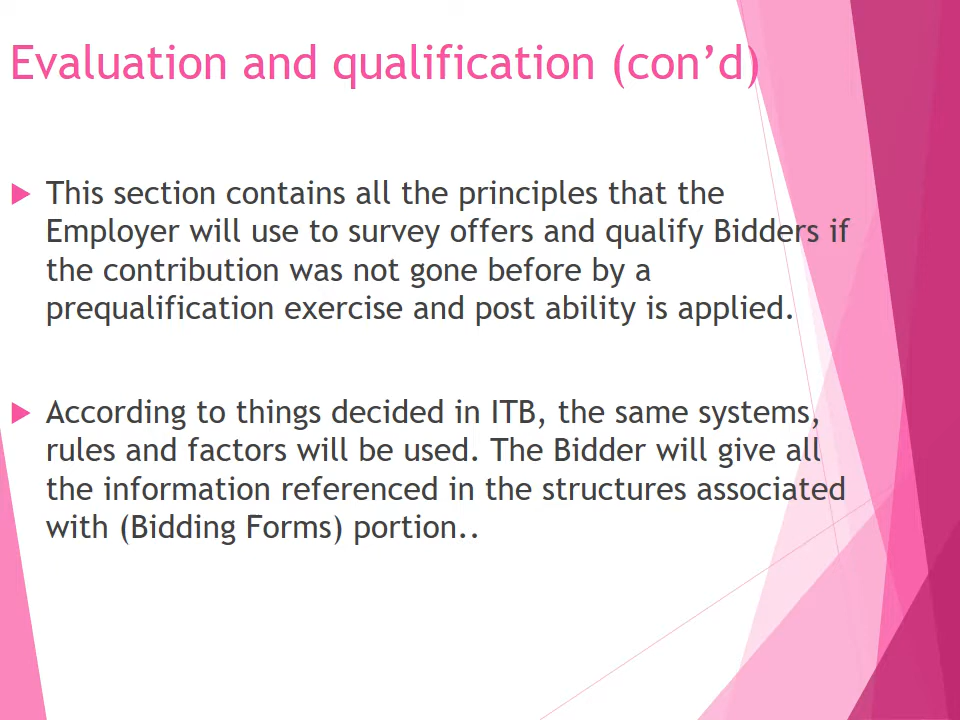 Evaluation and qualification (con’d)
This section contains all the principles that the
Employer will use to survey offers and qualify Bidders if
the contribution was not gone before by a
prequalification exercise and post ability is applied.
According to things decided in ITB, the same systems,
rules and factors will be used. The Bidder will give all
the information referenced in the structures associated
with (Bidding Forms) portion..